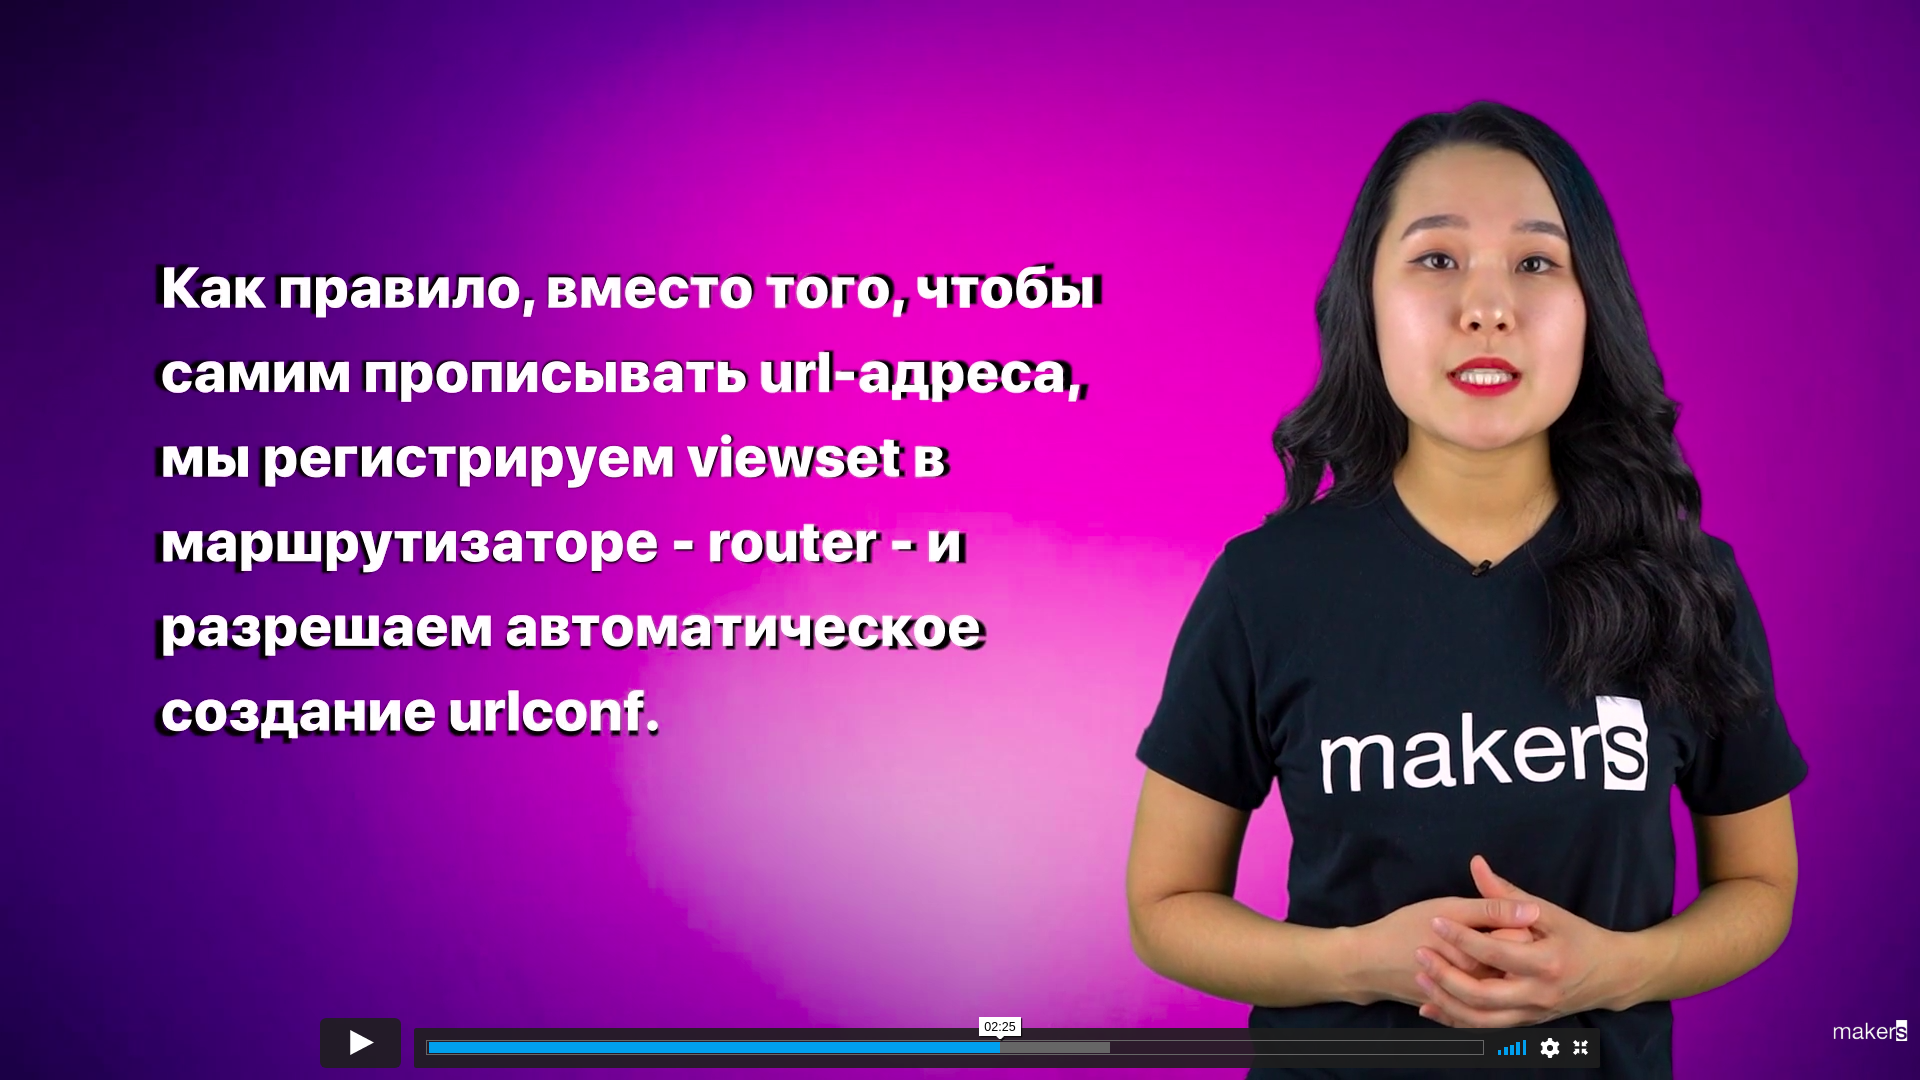 Как правило, вместо того, чтобы
самим прописывать url-адреса,
мы регистрируем viewset в
маршрутизаторе - router - и
разрешаем автоматическое
создание urlconf.
makers
02:25
makers